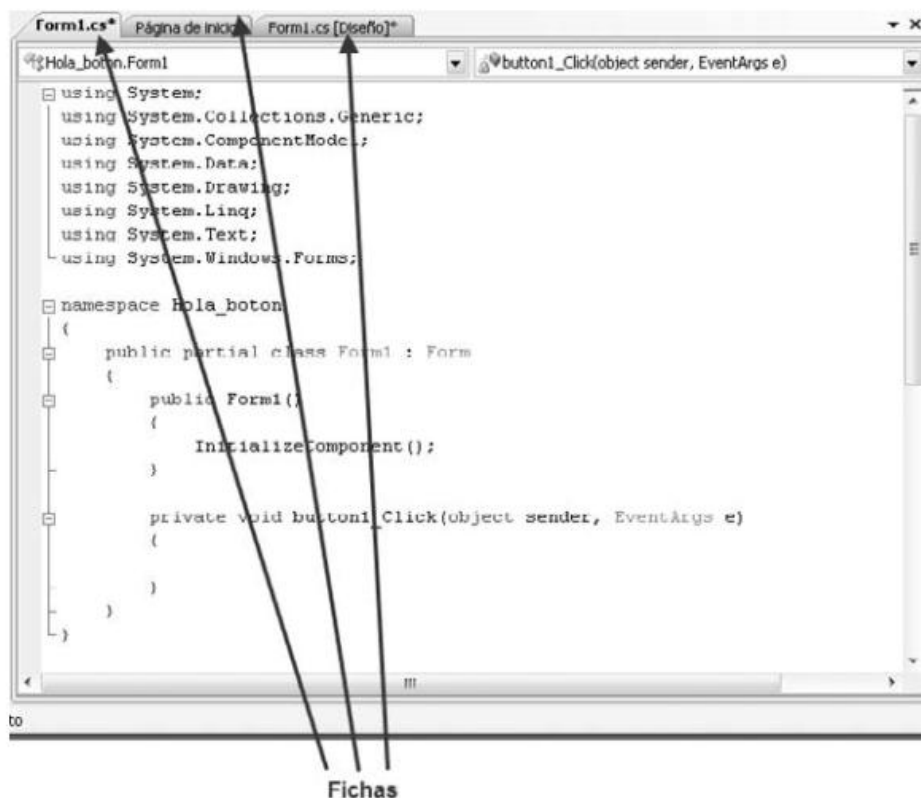 Form1.cs* Página de inicio Form1.cs [Diseño]*
Hola_boton.Form1 button1_Click(object sender, EventArgs e)
using System;
using System.Collections.Generic;
using System.ComponentModel;
using System.Data;
using System.Drawing;
using System.Linq;
using System.Text;
using System.Windows.Forms;
namespace Hola_boton
{
public partial class Form1 : Form
{
public Form1()
{
InitializeComponent();
}
private void button1_Click(object sender, EventArgs e)
{
}
}
}
to
Fichas